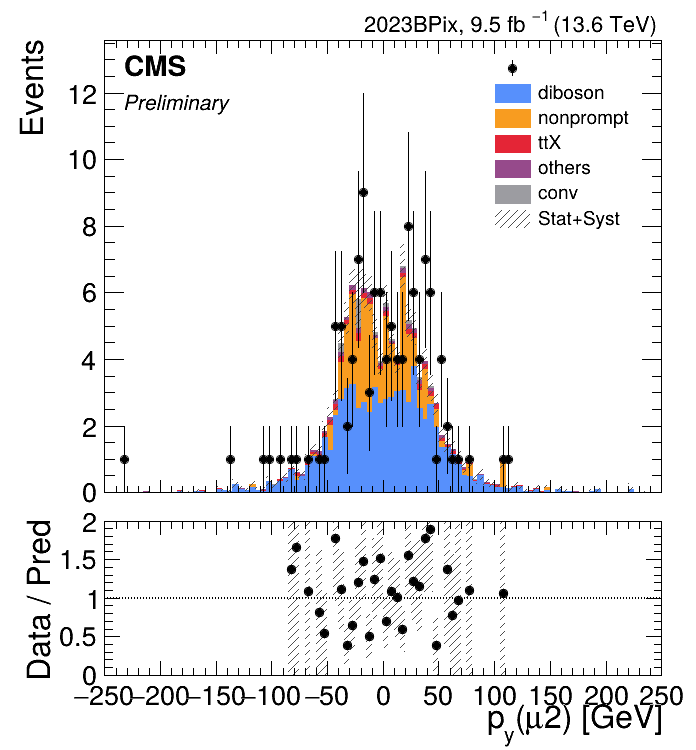 2023BPix, 9.5 fb⁻¹ (13.6 TeV)
CMS
Preliminary
Events
12
10
8
6
4
2
0
diboson
nonprompt
ttX
others
conv
Stat+Syst
Data / Pred
2
1.5
1
0.5
0
−250 −200 −150 −100 −50 0 50 100 150 200 250
p_y(μ2) [GeV]